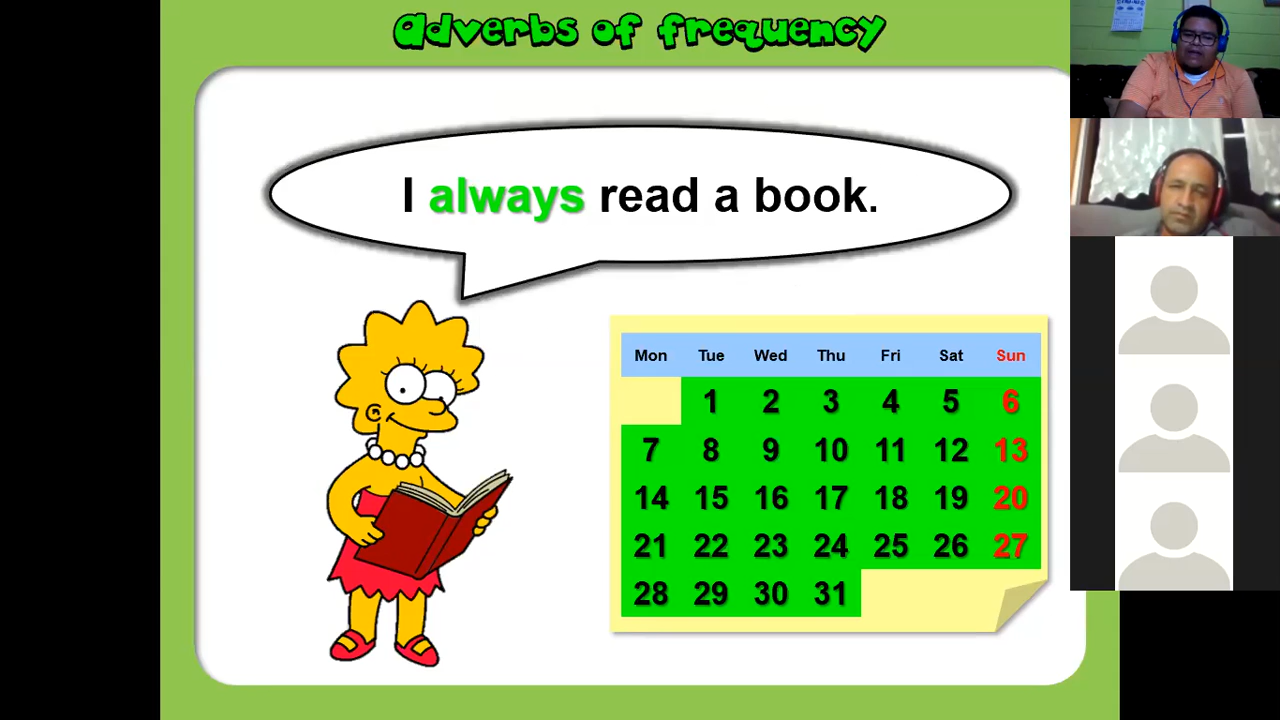 Adverbs of frequency
I always read a book.
Mon Tue Wed Thu Fri Sat Sun
1 2 3 4 5 6
7 8 9 10 11 12 13
14 15 16 17 18 19 20
21 22 23 24 25 26 27
28 29 30 31